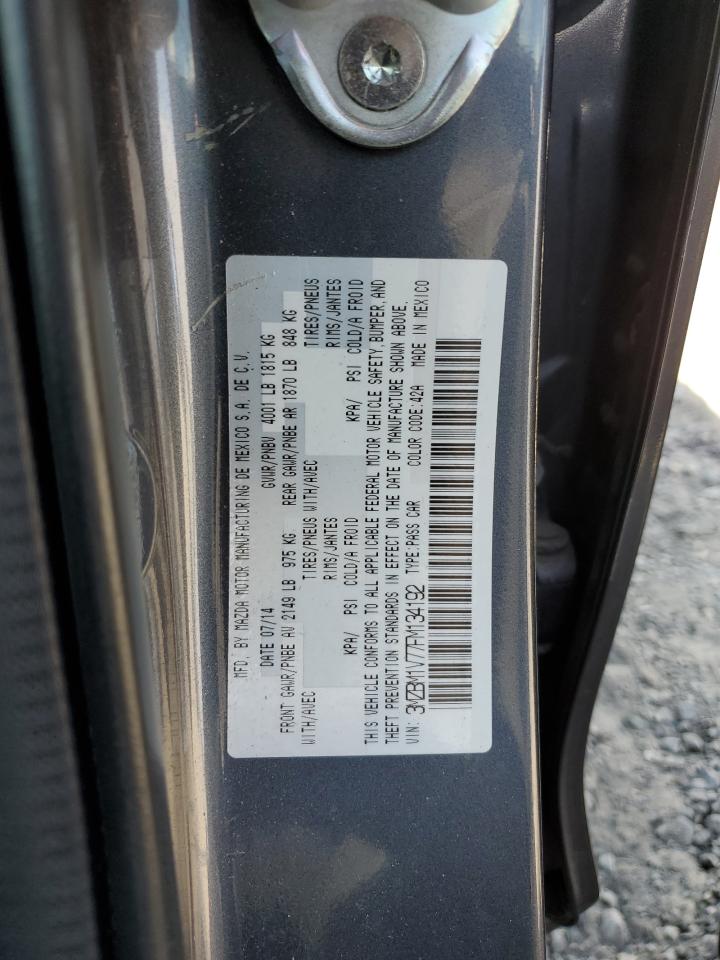 MFD. BY MAZDA MOTOR MANUFACTURING DE MEXICO S.A. DE C.V.
DATE 07/14 GVWR/PNBV 4001 LB 1815 KG
FRONT GAWR/PNBE AV 2149 LB 975 KG REAR GAWR/PNBE AR 1870 LB 848 KG
WITH/AVEC TIRES/PNEUS WITH/AVEC TIRES/PNEUS
RIMS/JANTES RIMS/JANTES
KPA/ PSI COLD/A FROID KPA/ PSI COLD/A FROID
THIS VEHICLE CONFORMS TO ALL APPLICABLE FEDERAL MOTOR VEHICLE SAFETY, BUMPER, AND
THEFT PREVENTION STANDARDS IN EFFECT ON THE DATE OF MANUFACTURE SHOWN ABOVE.
VIN: 3MZBM1V77FM134192 TYPE:PASS CAR COLOR CODE:42A MADE IN MEXICO